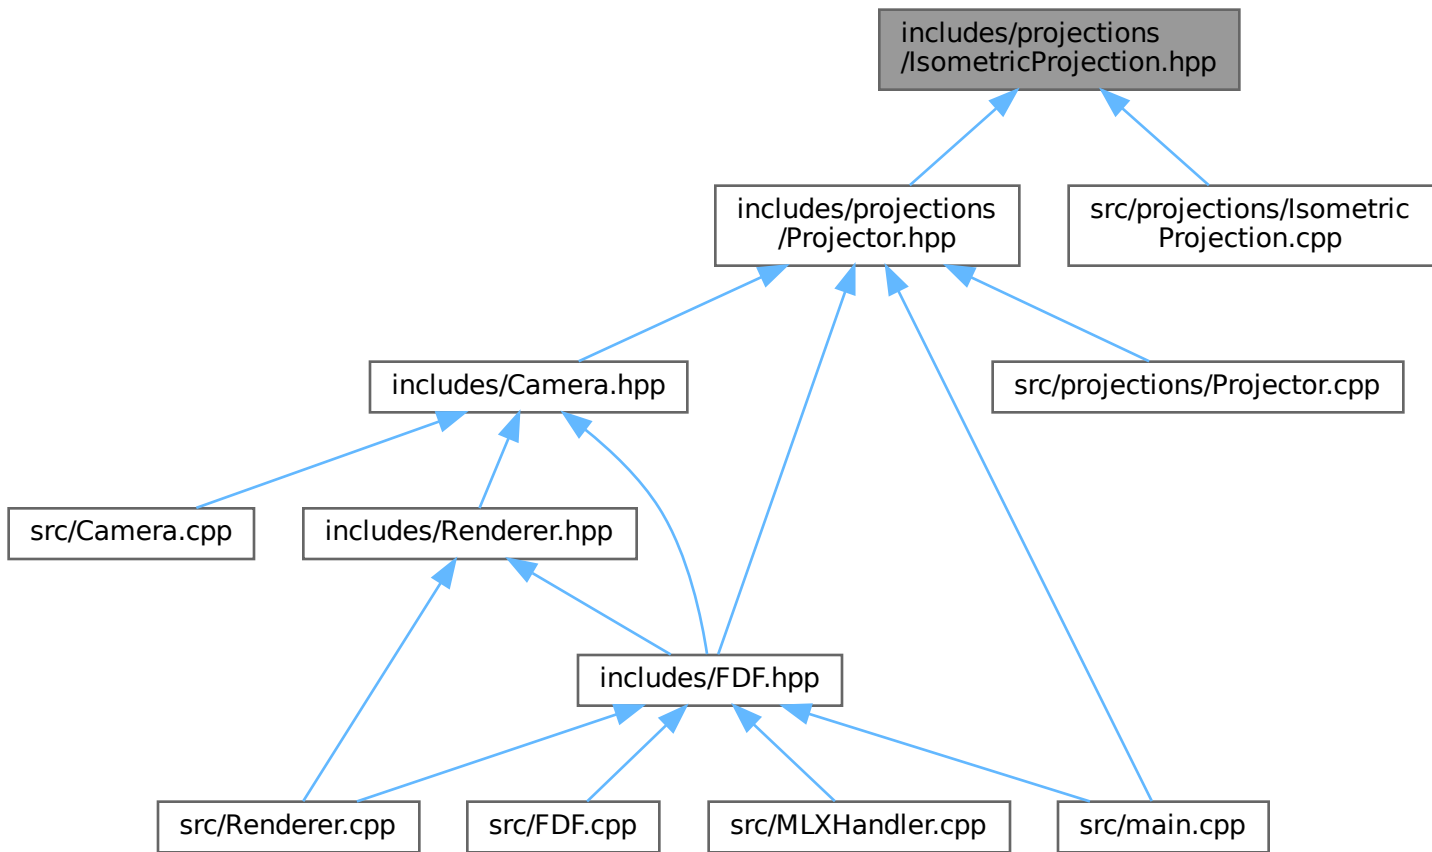 includes/projections
/IsometricProjection.hpp
includes/projections
/Projector.hpp
src/projections/Isometric
Projection.cpp
includes/Camera.hpp
src/projections/Projector.cpp
src/Camera.cpp
includes/Renderer.hpp
includes/FDF.hpp
src/Renderer.cpp
src/FDF.cpp
src/MLXHandler.cpp
src/main.cpp